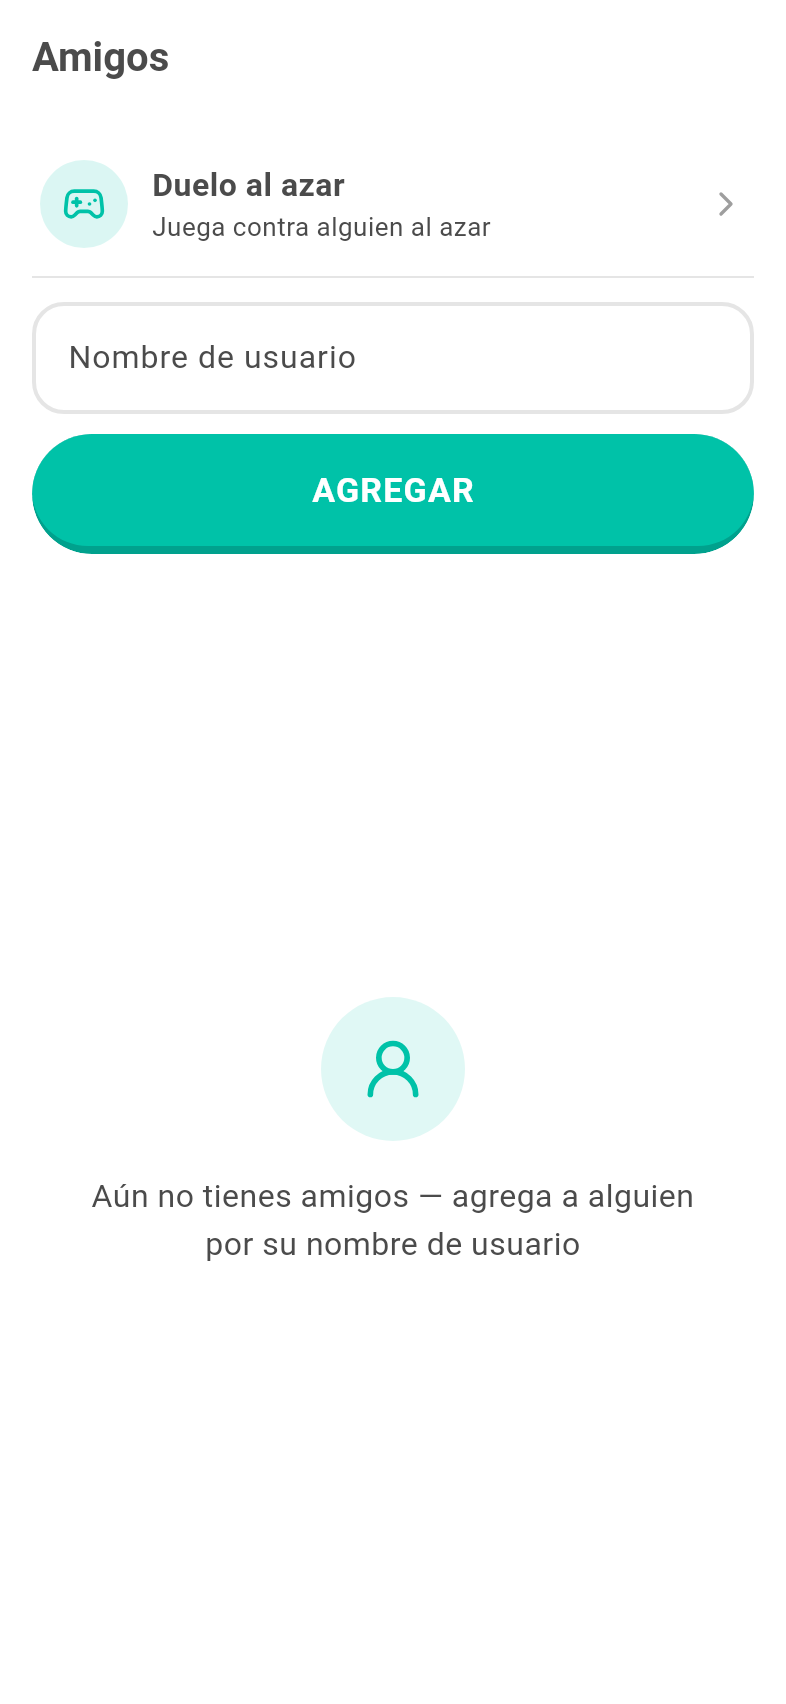 Amigos
Duelo al azar
Juega contra alguien al azar
Nombre de usuario
AGREGAR
Aún no tienes amigos — agrega a alguien
por su nombre de usuario